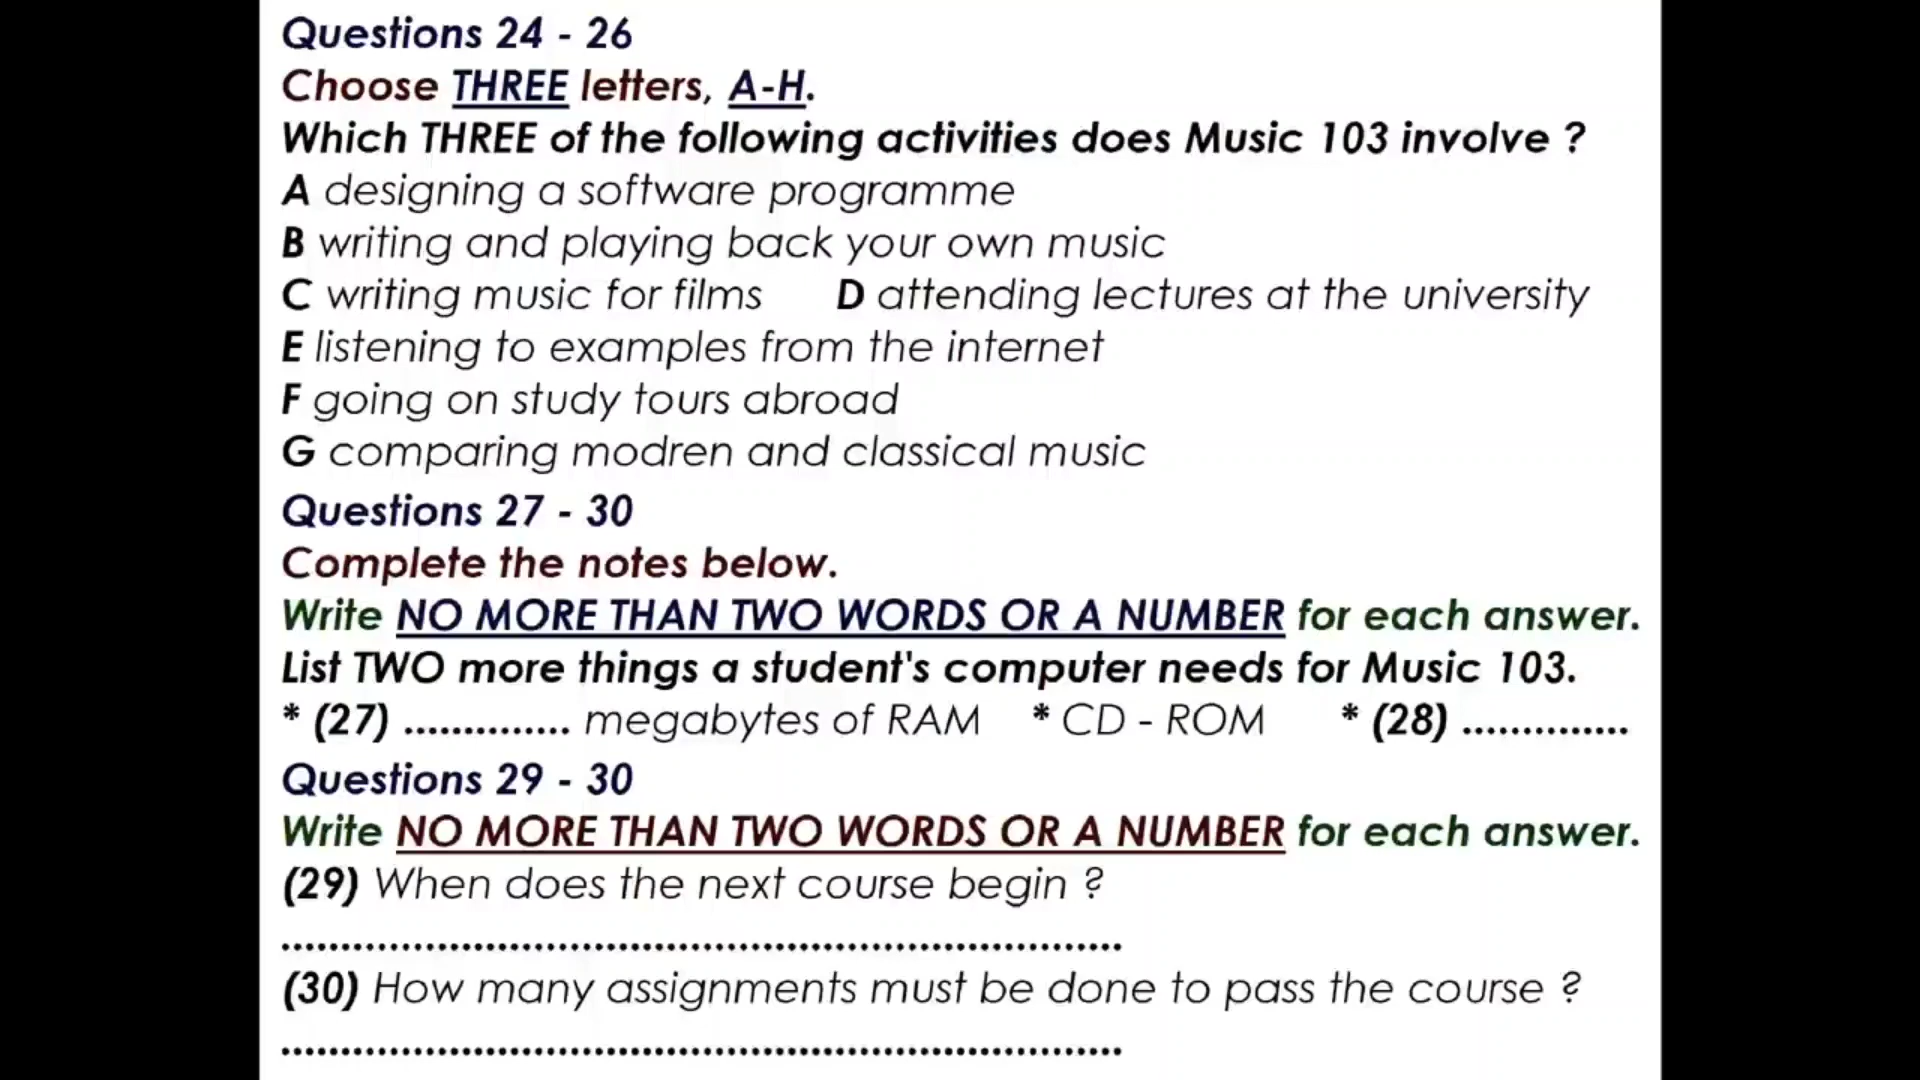 Questions 24 - 26
Choose THREE letters, A-H.
Which THREE of the following activities does Music 103 involve ?
A designing a software programme
B writing and playing back your own music
C writing music for films D attending lectures at the university
E listening to examples from the internet
F going on study tours abroad
G comparing modren and classical music
Questions 27 - 30
Complete the notes below.
Write NO MORE THAN TWO WORDS OR A NUMBER for each answer.
List TWO more things a student's computer needs for Music 103.
* (27) .............. megabytes of RAM * CD - ROM * (28) ..............
Questions 29 - 30
Write NO MORE THAN TWO WORDS OR A NUMBER for each answer.
(29) When does the next course begin ?
......................................................................
(30) How many assignments must be done to pass the course ?
......................................................................